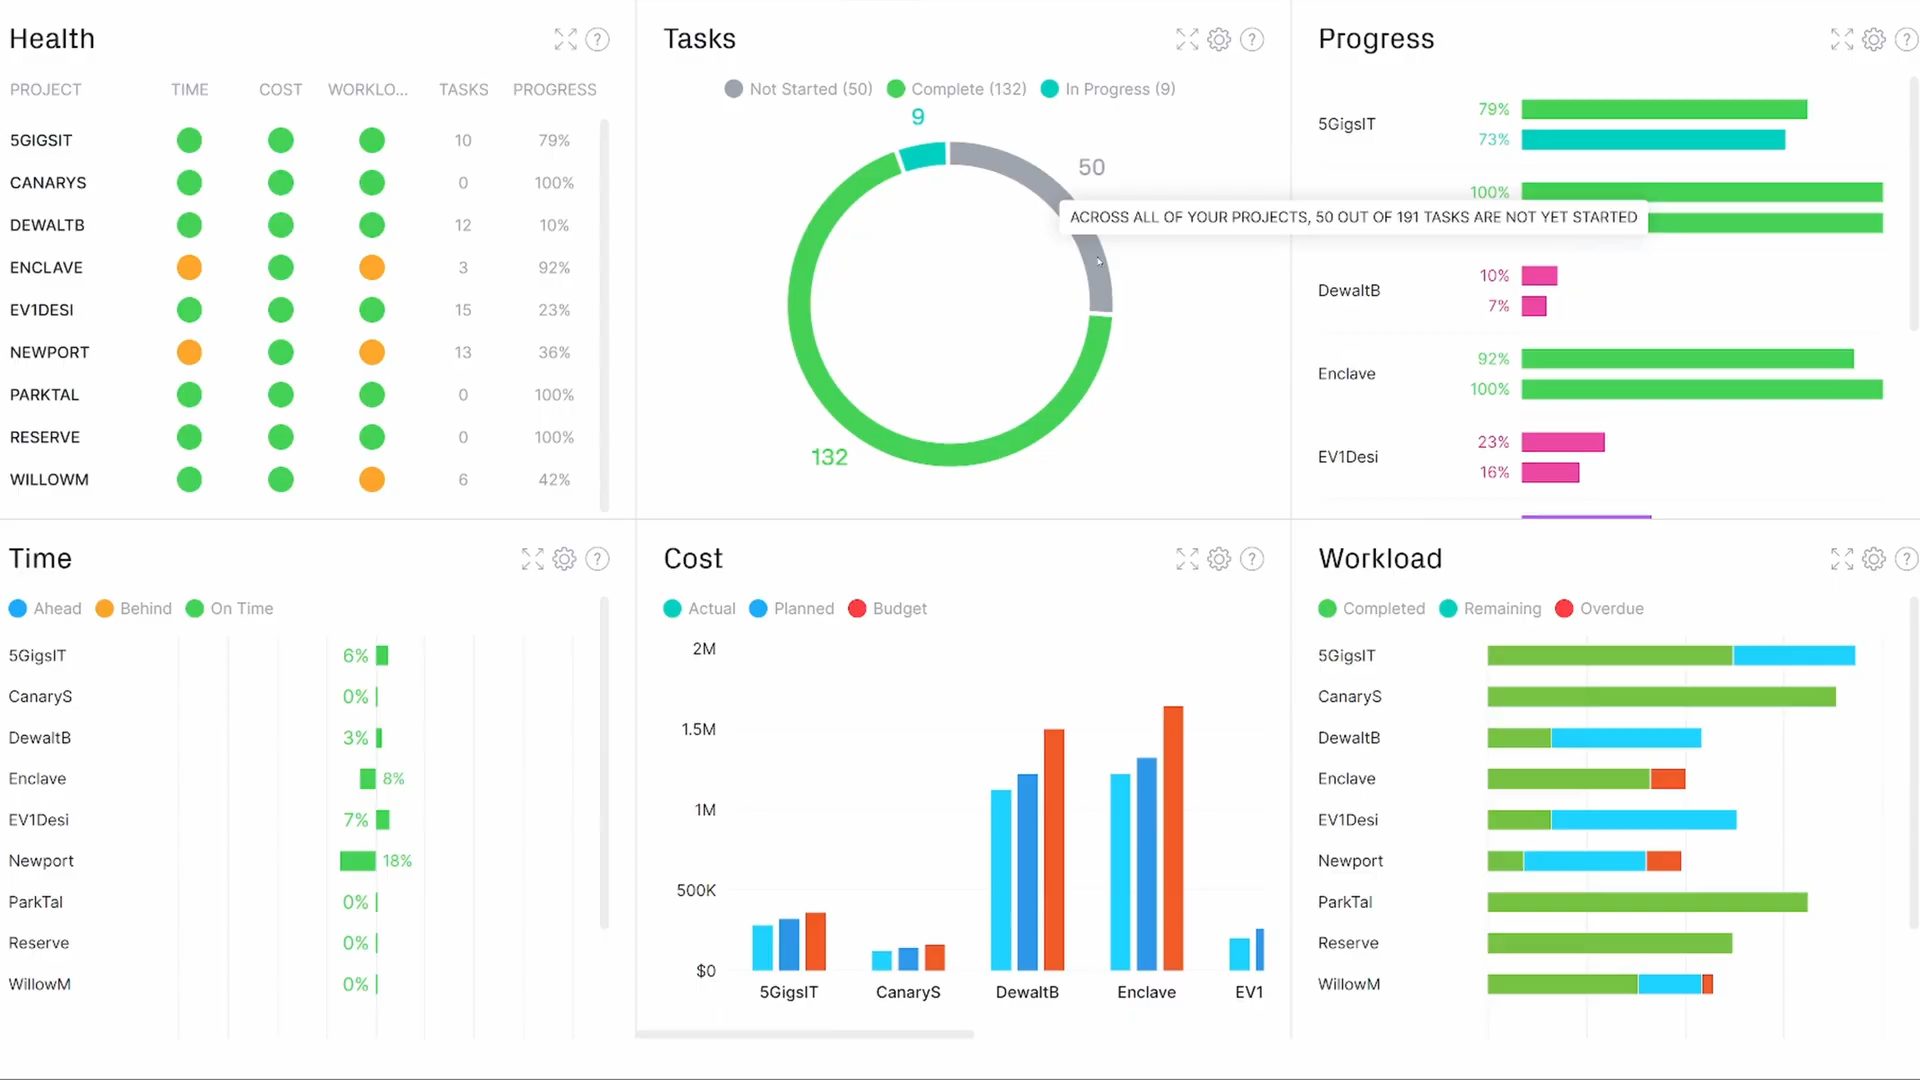 Health
?
PROJECT TIME COST WORKLO... TASKS PROGRESS
5GIGSIT 10 79%
CANARYS 0 100%
DEWALTB 12 10%
ENCLAVE 3 92%
EV1DESI 15 23%
NEWPORT 13 36%
PARKTAL 0 100%
RESERVE 0 100%
WILLOWM 6 42%
Tasks
?
Not Started (50) Complete (132) In Progress (9)
9
50
ACROSS ALL OF YOUR PROJECTS, 50 OUT OF 191 TASKS ARE NOT YET STARTED
132
Progress
?
5GigsIT
79%
73%
100%
DewaltB
10%
7%
Enclave
92%
100%
EV1Desi
23%
16%
Time
?
Ahead Behind On Time
5GigsIT 6%
CanaryS 0%
DewaltB 3%
Enclave 8%
EV1Desi 7%
Newport 18%
ParkTal 0%
Reserve 0%
WillowM 0%
Cost
?
Actual Planned Budget
2M
1.5M
1M
500K
$0
5GigsIT CanaryS DewaltB Enclave EV1
Workload
?
Completed Remaining Overdue
5GigsIT
CanaryS
DewaltB
Enclave
EV1Desi
Newport
ParkTal
Reserve
WillowM